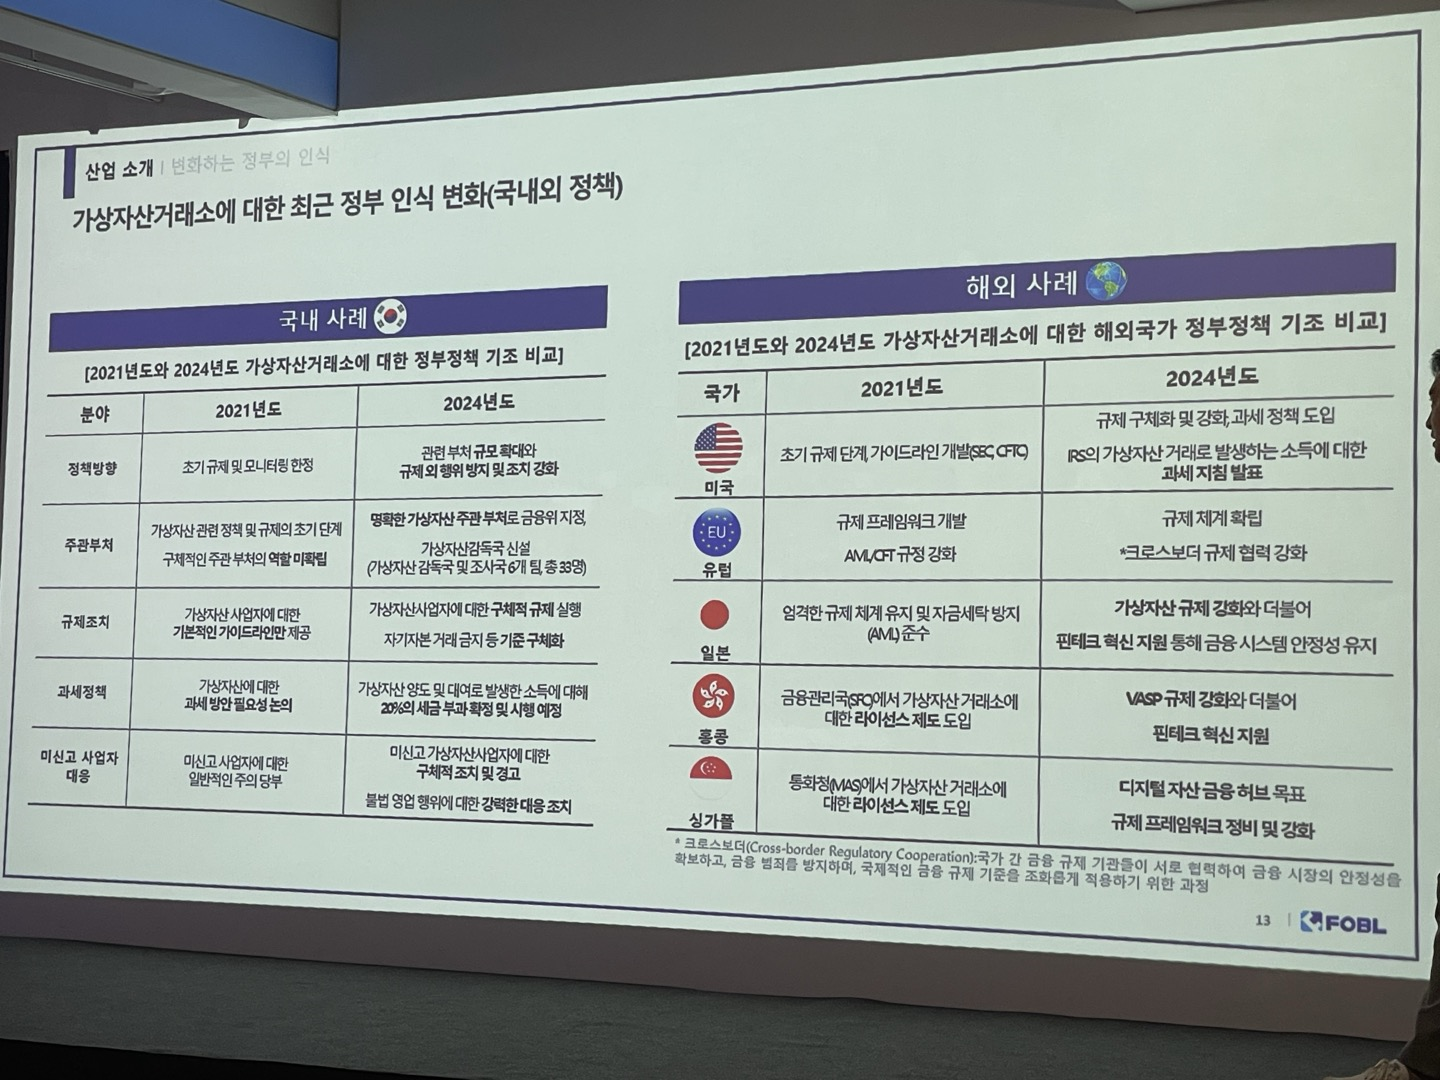 산업 소개 | 변화하는 정부의 인식
가상자산거래소에 대한 최근 정부 인식 변화(국내외 정책)
국내 사례
[2021년도와 2024년도 가상자산거래소에 대한 정부정책 기조 비교]
분야 2021년도 2024년도
정책방향
초기 규제 및 모니터링 한정
관련 부처 규모 확대와
규제 외 행위 방지 및 조치 강화
주관부처
가상자산 관련 정책 및 규제의 초기 단계
구체적인 주관 부처의 역할 미확립
명확한 가상자산 주관 부처로 금융위 지정,
가상자산감독국 신설
(가상자산 감독국 및 조사국 6개 팀, 총 33명)
규제조치
가상자산 사업자에 대한
기본적인 가이드라인만 제공
가상자산사업자에 대한 구체적 규제 실행
자기자본 거래 금지 등 기준 구체화
과세정책
가상자산에 대한
과세 방안 필요성 논의
가상자산 양도 및 대여로 발생한 소득에 대해
20%의 세금 부과 확정 및 시행 예정
미신고 사업자
대응
미신고 사업자에 대한
일반적인 주의 당부
미신고 가상자산사업자에 대한
구체적 조치 및 경고
불법 영업 행위에 대한 강력한 대응 조치
해외 사례
[2021년도와 2024년도 가상자산거래소에 대한 해외국가 정부정책 기조 비교]
국가 2021년도 2024년도
미국
초기 규제 단계, 가이드라인 개발(SEC, CFTC)
규제 구체화 및 강화, 과세 정책 도입
IRS의 가상자산 거래로 발생하는 소득에 대한
과세 지침 발표
EU
유럽
규제 프레임워크 개발
AML/CFT 규정 강화
규제 체계 확립
*크로스보더 규제 협력 강화
일본
엄격한 규제 체계 유지 및 자금세탁 방지
(AML) 준수
가상자산 규제 강화와 더불어
핀테크 혁신 지원 통해 금융 시스템 안정성 유지
홍콩
금융관리국(SFC)에서 가상자산 거래소에
대한 라이선스 제도 도입
VASP 규제 강화와 더불어
핀테크 혁신 지원
싱가폴
통화청(MAS)에서 가상자산 거래소에
대한 라이선스 제도 도입
디지털 자산 금융 허브 목표
규제 프레임워크 정비 및 강화
* 크로스보더(Cross-border Regulatory Cooperation):국가 간 금융 규제 기관들이 서로 협력하여 금융 시장의 안정성을
확보하고, 금융 범죄를 방지하며, 국제적인 금융 규제 기준을 조화롭게 적용하기 위한 과정
13 | FOBL